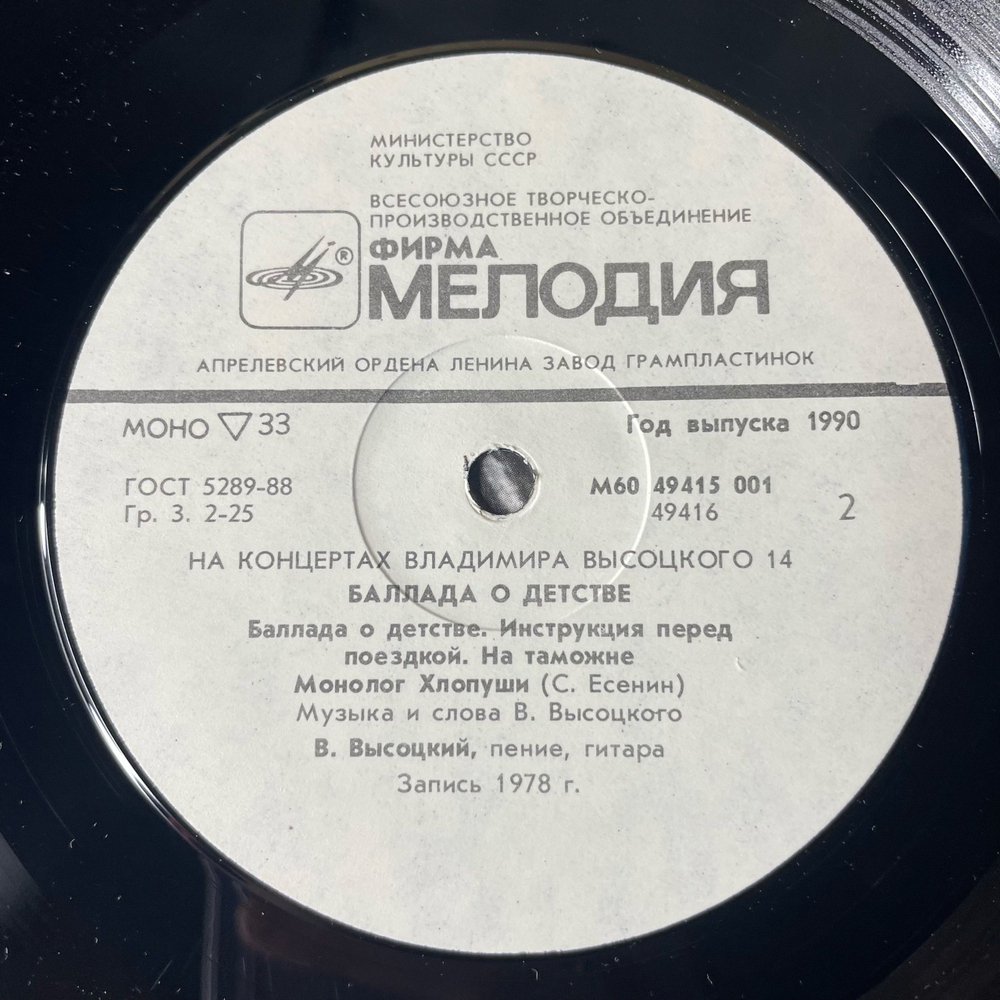 МИНИСТЕРСТВО
КУЛЬТУРЫ СССР
ВСЕСОЮЗНОЕ ТВОРЧЕСКО-
ПРОИЗВОДСТВЕННОЕ ОБЪЕДИНЕНИЕ
®
ФИРМА
МЕЛОДИЯ
АПРЕЛЕВСКИЙ ОРДЕНА ЛЕНИНА ЗАВОД ГРАМПЛАСТИНОК
МОНО ▽ 33 Год выпуска 1990
ГОСТ 5289-88 М60 49415 001
Гр. 3. 2-25 49416 2
НА КОНЦЕРТАХ ВЛАДИМИРА ВЫСОЦКОГО 14
БАЛЛАДА О ДЕТСТВЕ
Баллада о детстве. Инструкция перед
поездкой. На таможне
Монолог Хлопуши (С. Есенин)
Музыка и слова В. Высоцкого
В. Высоцкий, пение, гитара
Запись 1978 г.